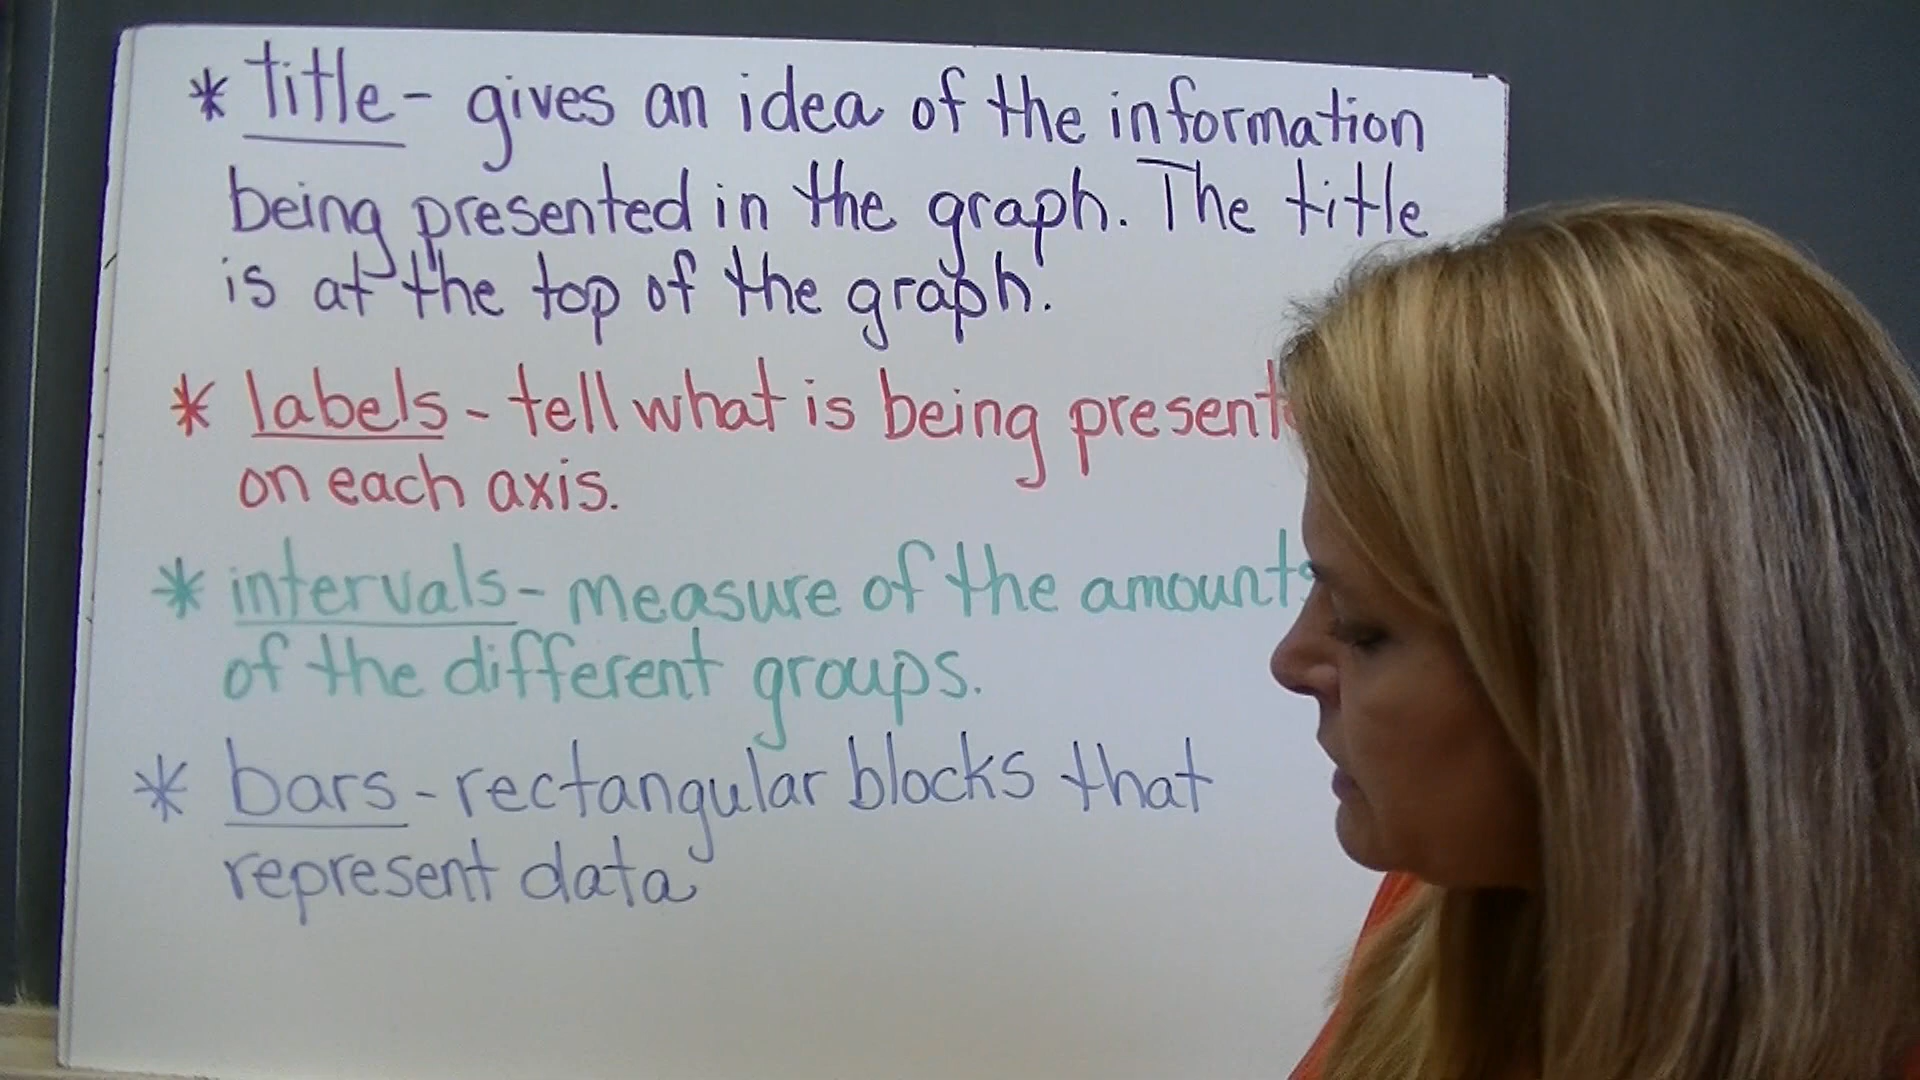 * title - gives an idea of the information
being presented in the graph. The title
is at the top of the graph.
* labels - tell what is being present
on each axis.
* intervals - measure of the amounts
of the different groups.
* bars - rectangular blocks that
represent data